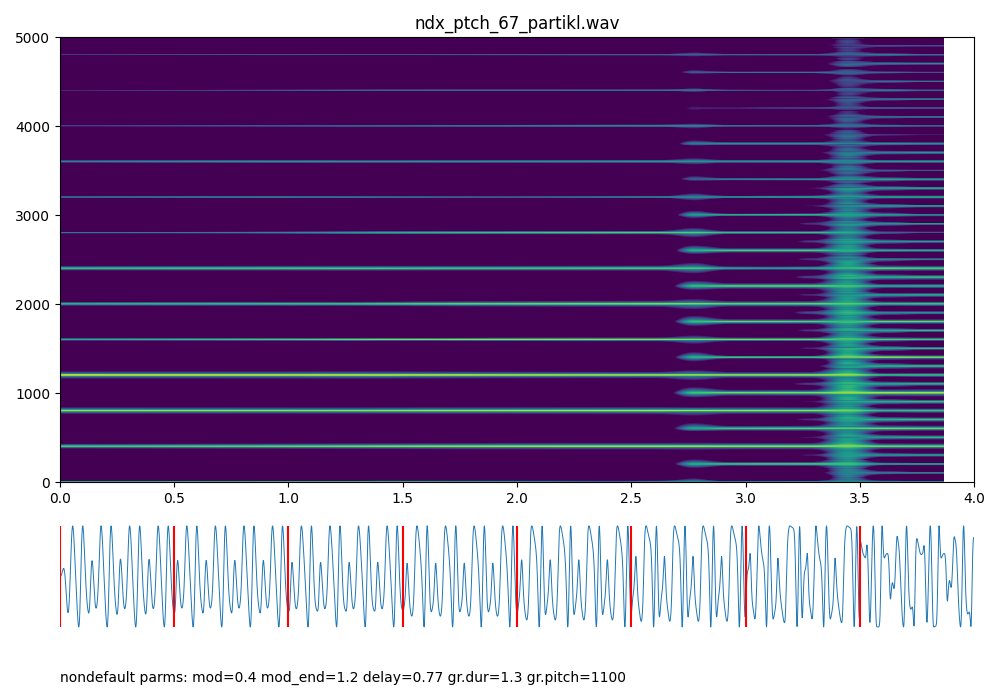 ndx_ptch_67_partikl.wav
5000
4000
3000
2000
1000
0
0.0 0.5 1.0 1.5 2.0 2.5 3.0 3.5 4.0
nondefault parms: mod=0.4 mod_end=1.2 delay=0.77 gr.dur=1.3 gr.pitch=1100